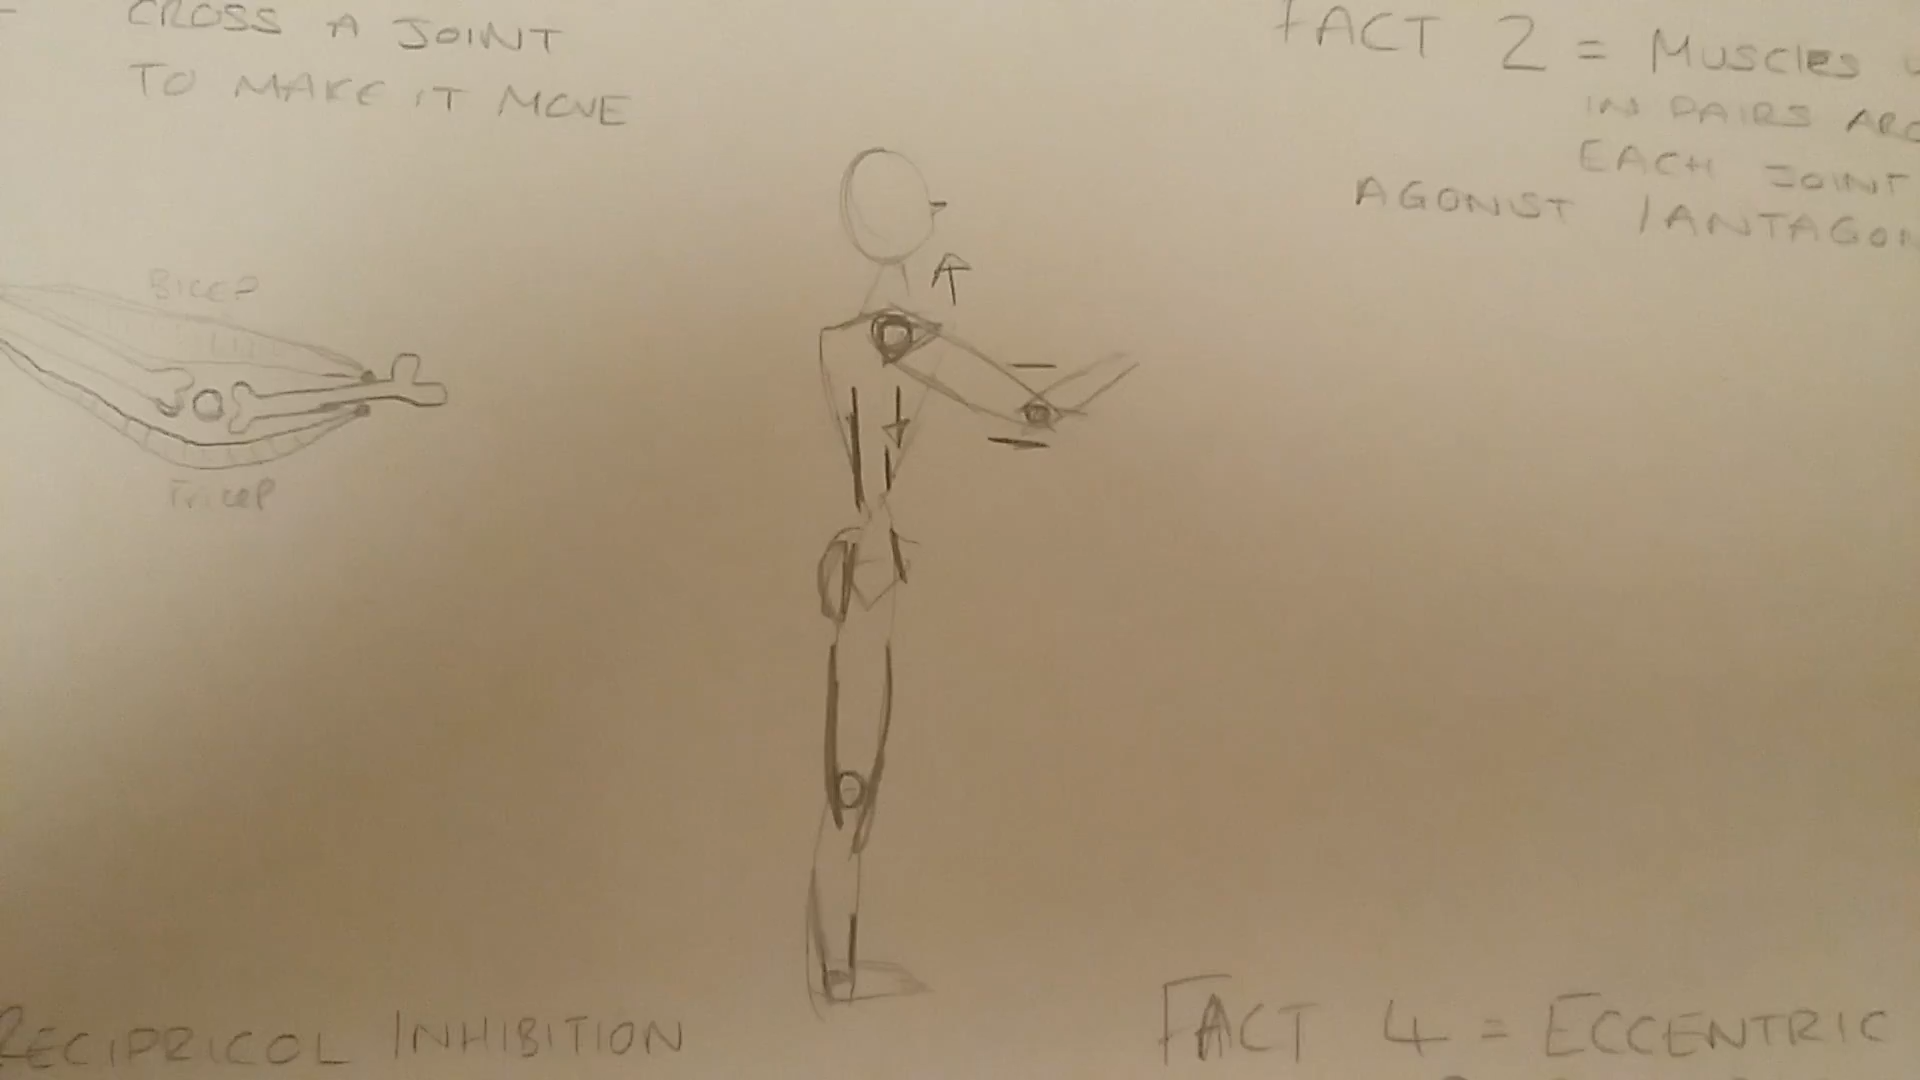 CROSS A JOINT
TO MAKE IT MOVE
FACT 2 = MUSCLES
IN PAIRS
EACH JOINT
AGONIST /ANTAGON
BICEP
TRICEP
RECIPRICOL INHIBITION
FACT 4 = ECCENTRIC